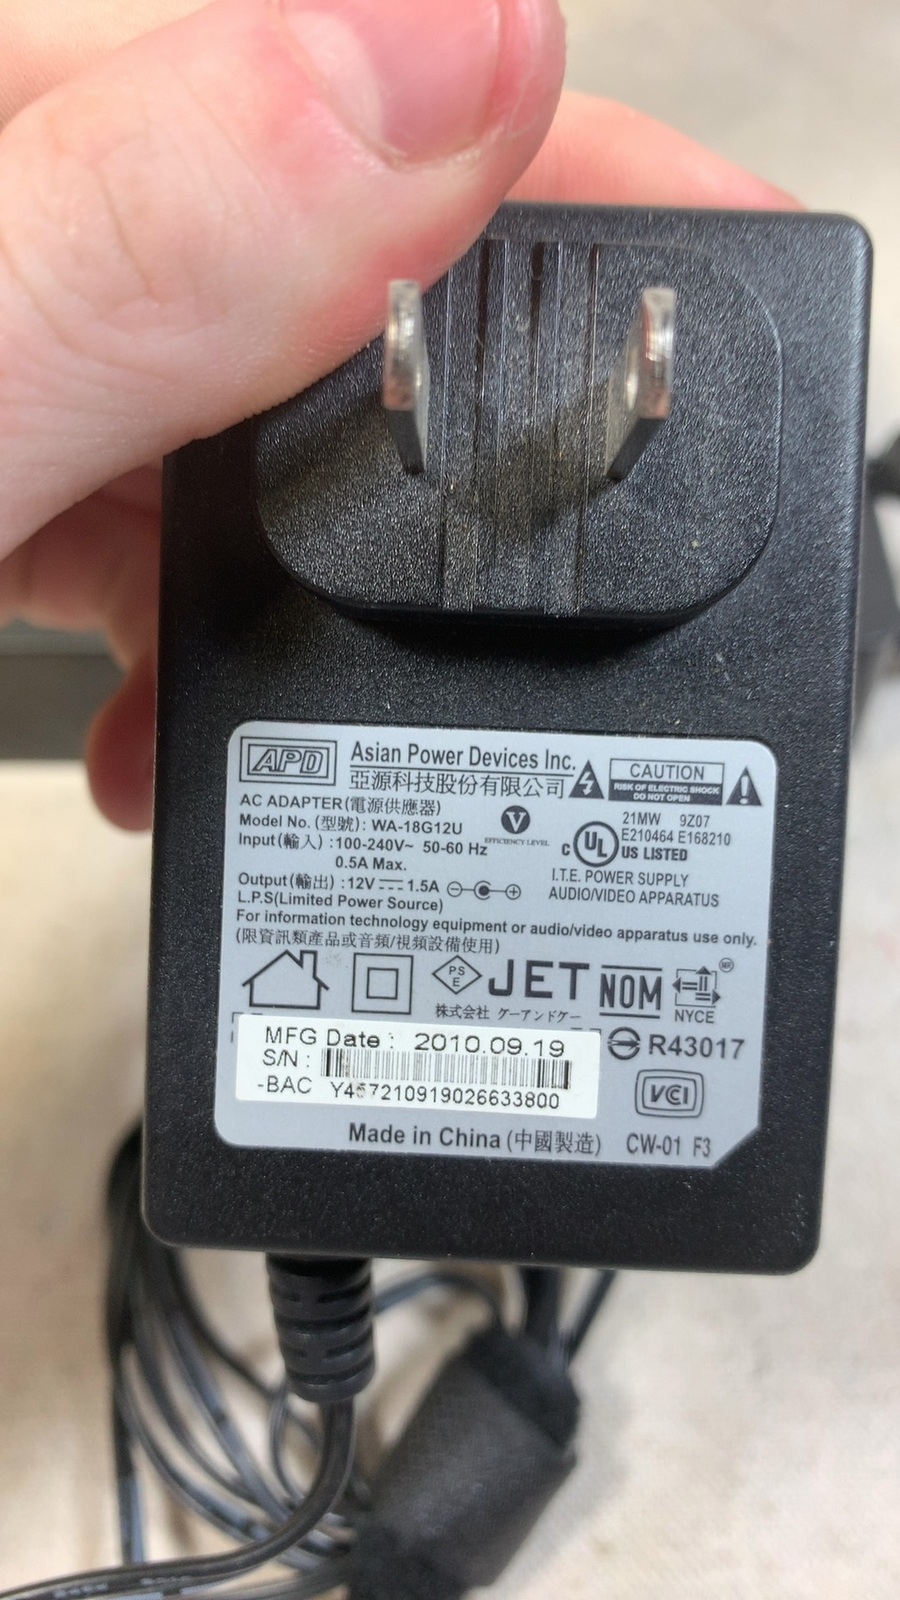 APD
Asian Power Devices Inc.
亞源科技股份有限公司
CAUTION
RISK OF ELECTRIC SHOCK
DO NOT OPEN
AC ADAPTER(電源供應器)
Model No. (型號): WA-18G12U
Input(輸入) :100-240V~ 50-60 Hz
0.5A Max.
Output(輸出) :12V 1.5A
L.P.S(Limited Power Source)
V
EFFICIENCY LEVEL
21MW 9Z07
E210464 E168210
c UL US LISTED
I.T.E. POWER SUPPLY
AUDIO/VIDEO APPARATUS
For information technology equipment or audio/video apparatus use only.
(限資訊類產品或音頻/視頻設備使用)
PS
E
JET
株式会社 ケーアンドケー
NOM
MR
NYCE
MFG Date : 2010.09.19
S/N :
-BAC Y467210919026633800
R43017
VCI
Made in China (中國製造) CW-01 F3